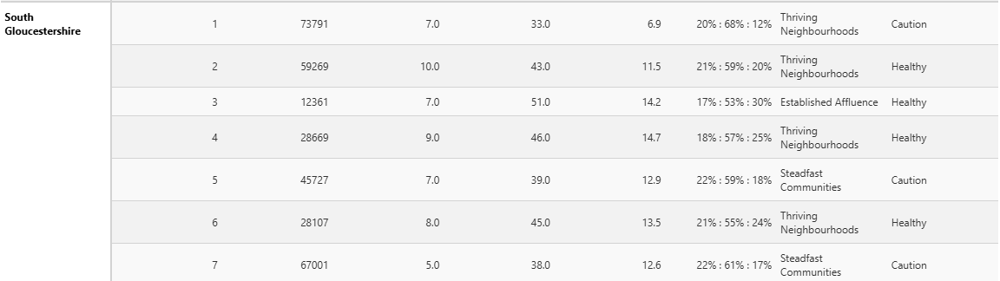 South
Gloucestershire
1 73791 7.0 33.0 6.9 20% : 68% : 12% Thriving
Neighbourhoods Caution
2 59269 10.0 43.0 11.5 21% : 59% : 20% Thriving
Neighbourhoods Healthy
3 12361 7.0 51.0 14.2 17% : 53% : 30% Established Affluence Healthy
4 28669 9.0 46.0 14.7 18% : 57% : 25% Thriving
Neighbourhoods Healthy
5 45727 7.0 39.0 12.9 22% : 59% : 18% Steadfast
Communities Caution
6 28107 8.0 45.0 13.5 21% : 55% : 24% Thriving
Neighbourhoods Healthy
7 67001 5.0 38.0 12.6 22% : 61% : 17% Steadfast
Communities Caution